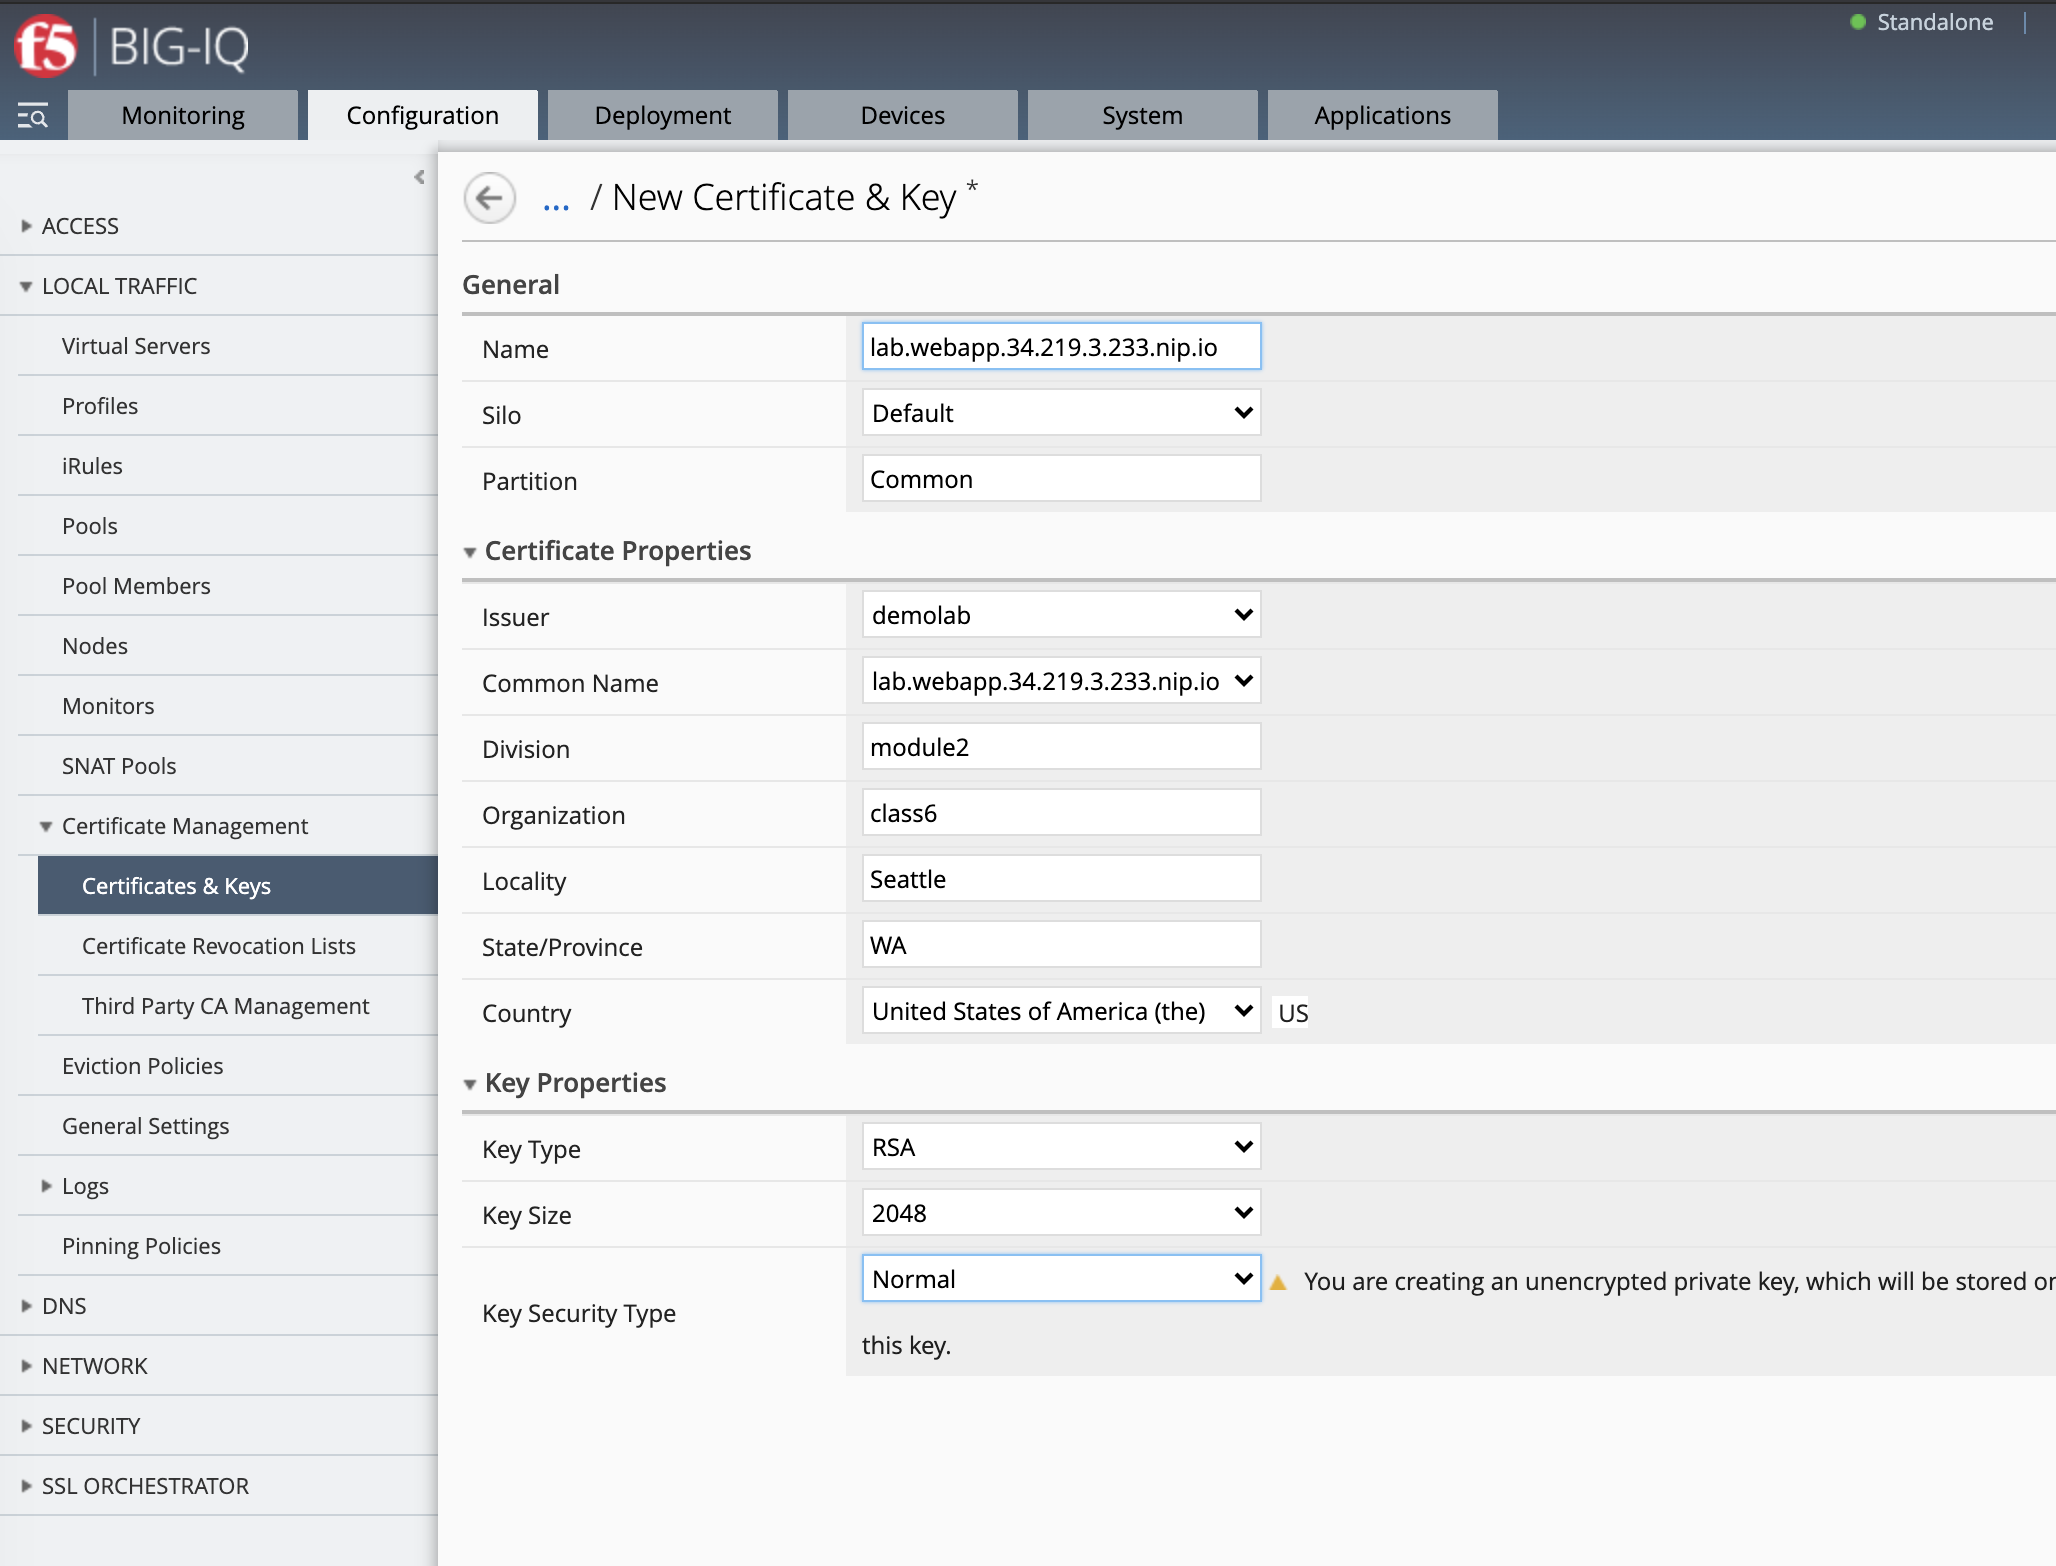 f5 BIG-IQ
Standalone
Monitoring
Configuration
Deployment
Devices
System
Applications
ACCESS
LOCAL TRAFFIC
Virtual Servers
Profiles
iRules
Pools
Pool Members
Nodes
Monitors
SNAT Pools
Certificate Management
Certificates & Keys
Certificate Revocation Lists
Third Party CA Management
Eviction Policies
General Settings
Logs
Pinning Policies
DNS
NETWORK
SECURITY
SSL ORCHESTRATOR
... / New Certificate & Key *
General
Name lab.webapp.34.219.3.233.nip.io
Silo Default
Partition Common
Certificate Properties
Issuer demolab
Common Name lab.webapp.34.219.3.233.nip.io
Division module2
Organization class6
Locality Seattle
State/Province WA
Country United States of America (the) US
Key Properties
Key Type RSA
Key Size 2048
Key Security Type Normal You are creating an unencrypted private key, which will be stored
this key.